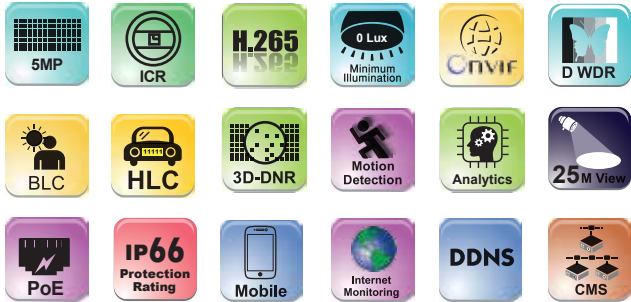 5MP
ICR
H.265
0 Lux
Minimum
Illumination
ONVIF
D WDR
BLC
11111
HLC
3D-DNR
Motion
Detection
Analytics
25M View
PoE
IP66
Protection
Rating
Mobile
Internet
Monitoring
DDNS
CMS